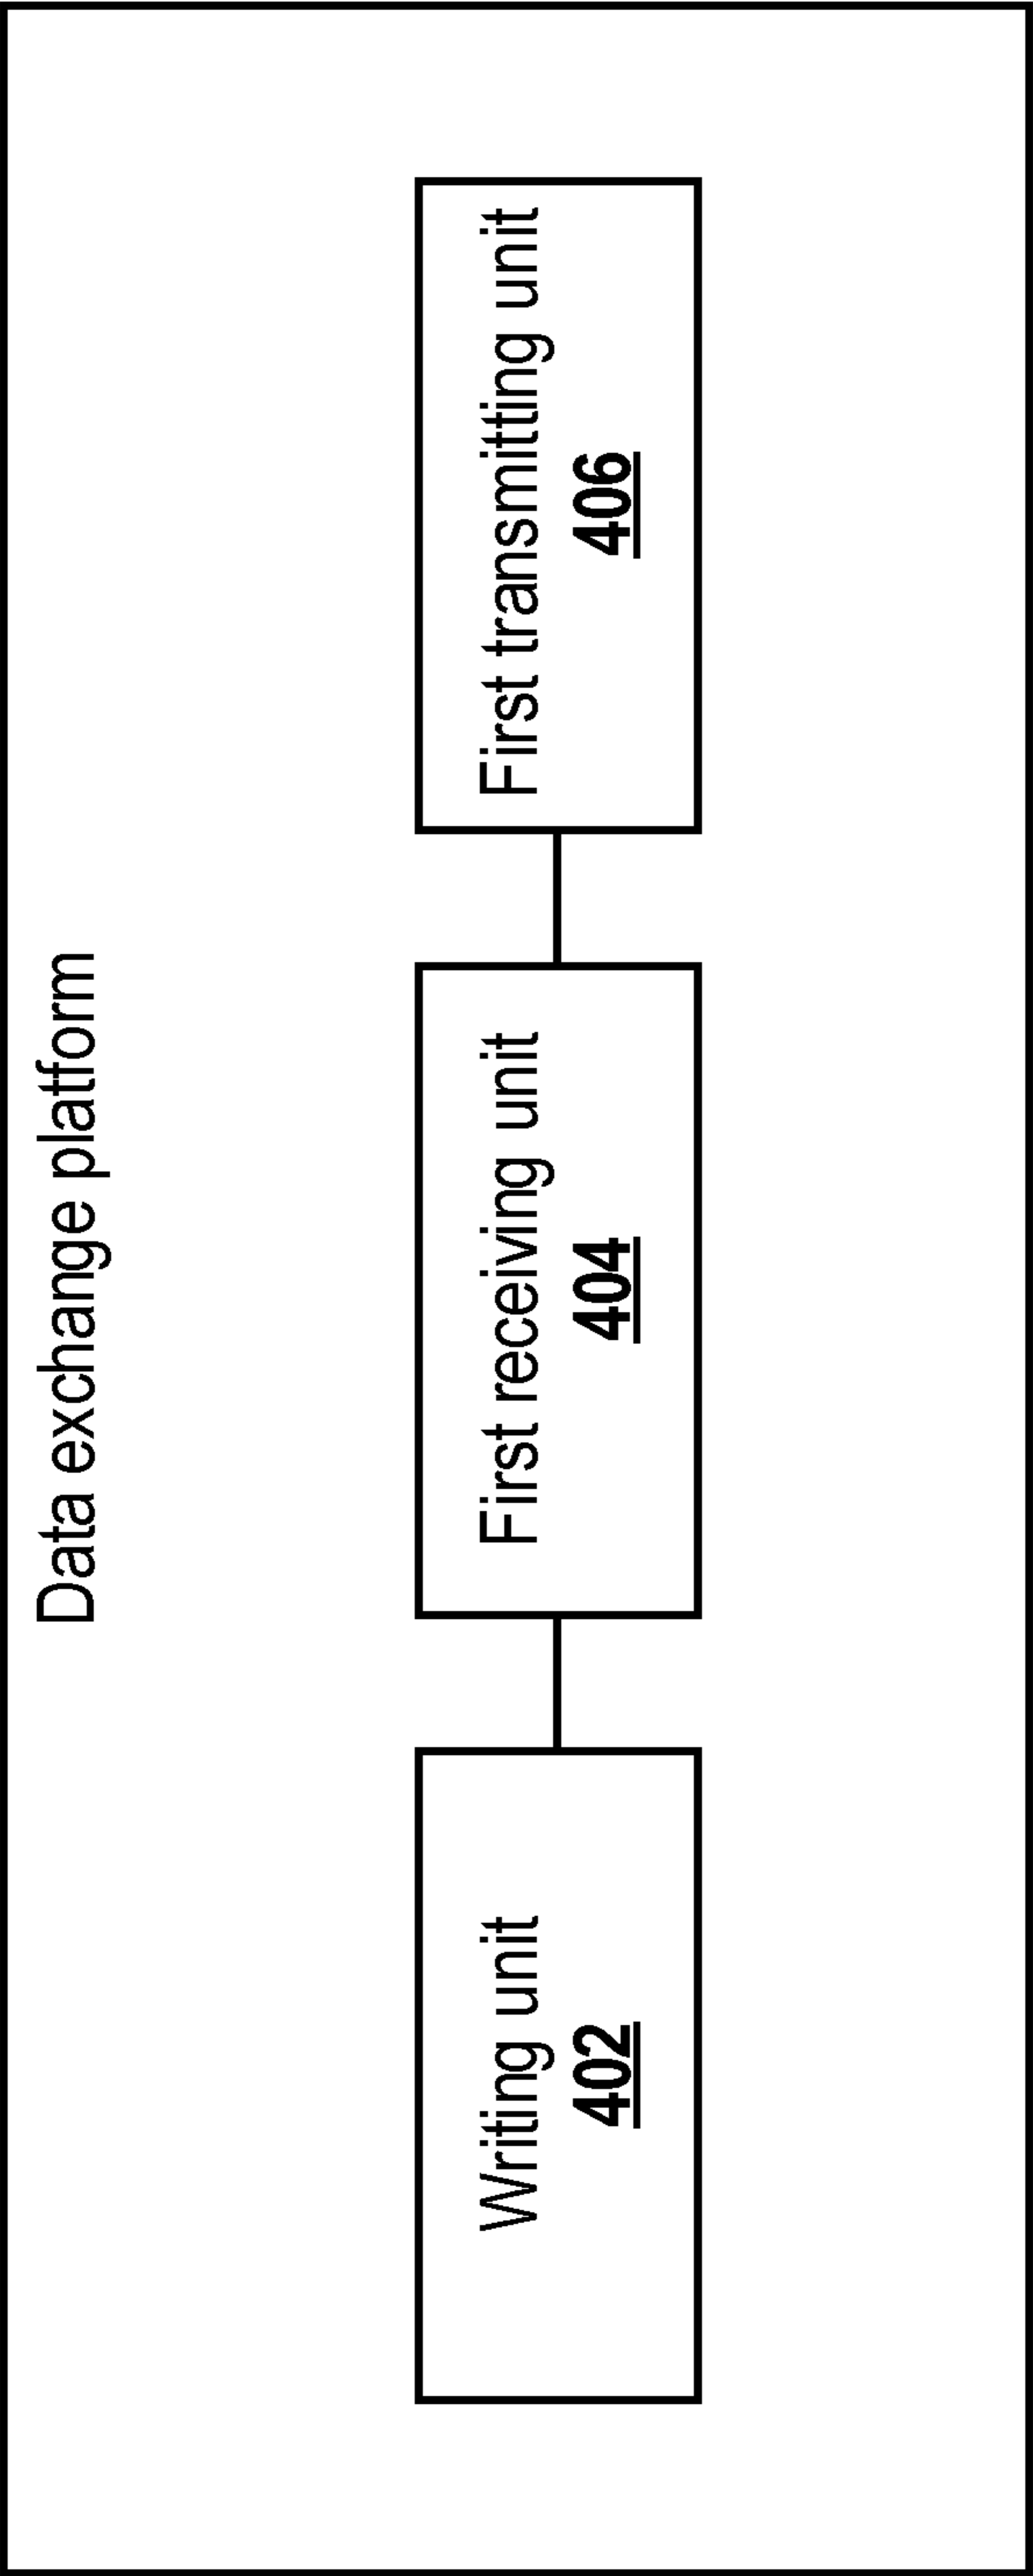 Data exchange platform
Writing unit
402
First receiving unit
404
First transmitting unit
406